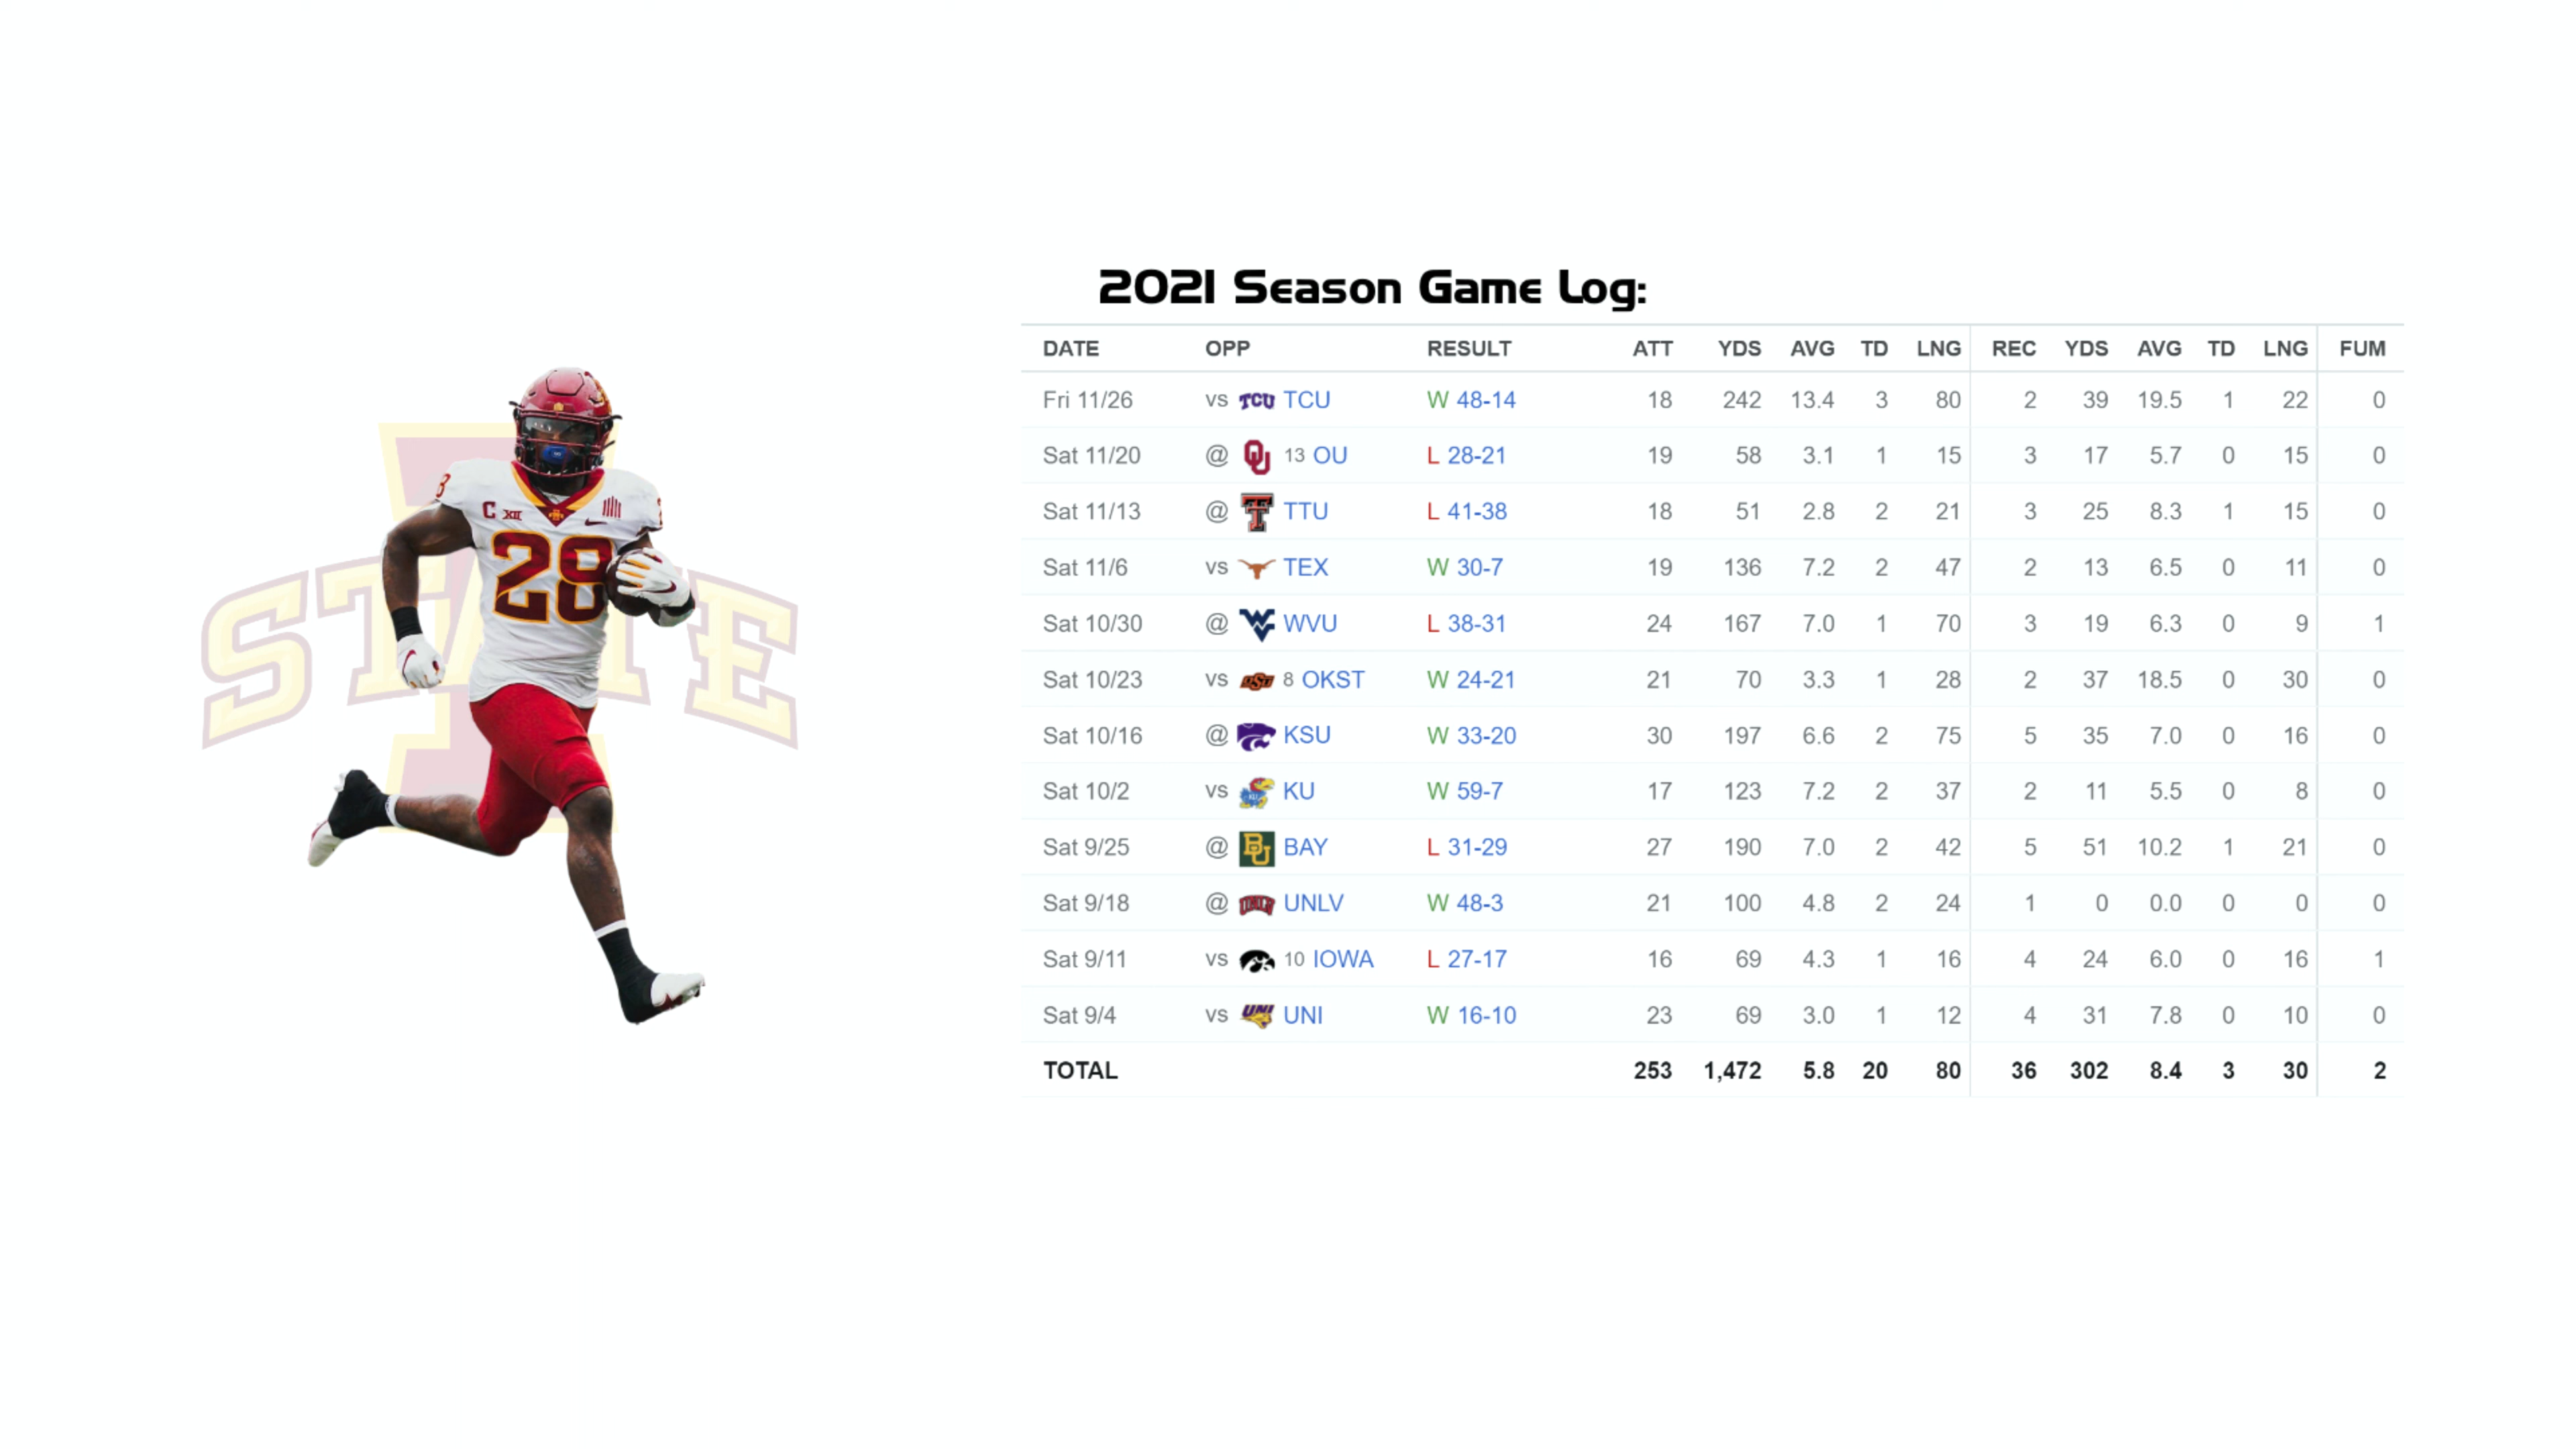 2021 Season Game Log:
DATE OPP RESULT ATT YDS AVG TD LNG REC YDS AVG TD LNG FUM
Fri 11/26 vs TCU TCU W 48-14 18 242 13.4 3 80 2 39 19.5 1 22 0
Sat 11/20 @ OU 13 OU L 28-21 19 58 3.1 1 15 3 17 5.7 0 15 0
Sat 11/13 @ T TTU L 41-38 18 51 2.8 2 21 3 25 8.3 1 15 0
Sat 11/6 vs TEX W 30-7 19 136 7.2 2 47 2 13 6.5 0 11 0
Sat 10/30 @ WV WVU L 38-31 24 167 7.0 1 70 3 19 6.3 0 9 1
Sat 10/23 vs OSU 8 OKST W 24-21 21 70 3.3 1 28 2 37 18.5 0 30 0
Sat 10/16 @ KSU W 33-20 30 197 6.6 2 75 5 35 7.0 0 16 0
Sat 10/2 vs KU KU W 59-7 17 123 7.2 2 37 2 11 5.5 0 8 0
Sat 9/25 @ BU BAY L 31-29 27 190 7.0 2 42 5 51 10.2 1 21 0
Sat 9/18 @ UNLV UNLV W 48-3 21 100 4.8 2 24 1 0 0.0 0 0 0
Sat 9/11 vs 10 IOWA L 27-17 16 69 4.3 1 16 4 24 6.0 0 16 1
Sat 9/4 vs UNI UNI W 16-10 23 69 3.0 1 12 4 31 7.8 0 10 0
TOTAL 253 1,472 5.8 20 80 36 302 8.4 3 30 2
I
STATE
8
C XII
28